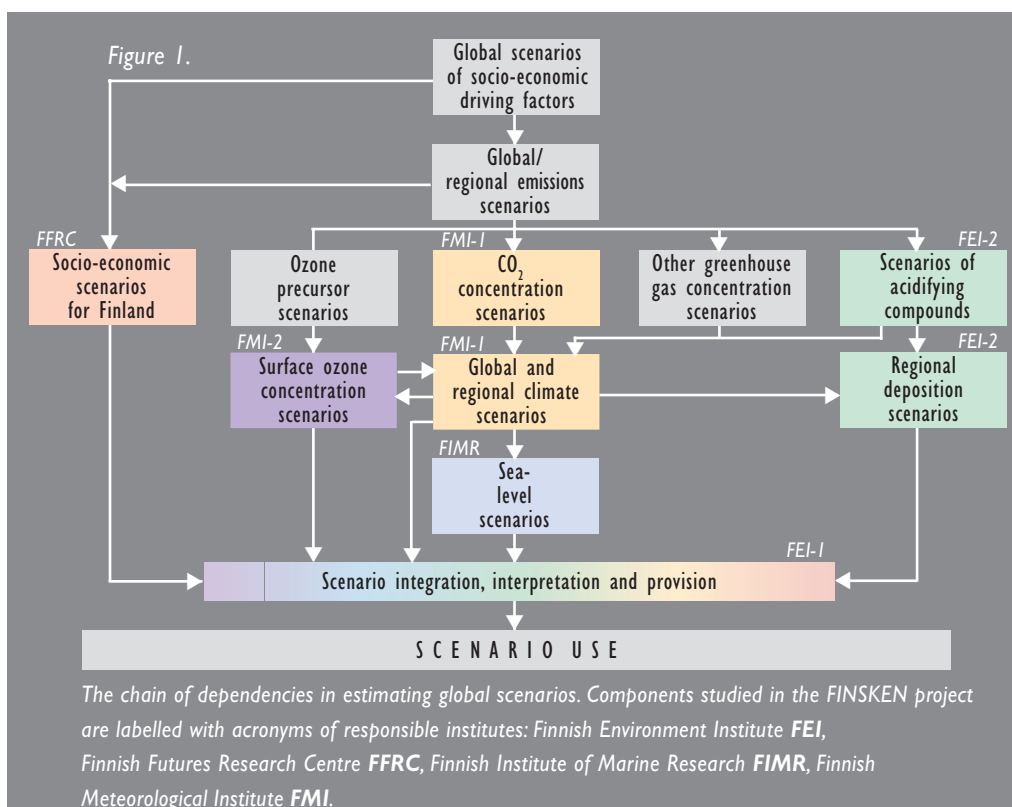 Figure 1.
Global scenarios
of socio-economic
driving factors
Global/
regional emissions
scenarios
FFRC
Socio-economic
scenarios
for Finland
Ozone
precursor
scenarios
FMI-1
CO2
concentration
scenarios
Other greenhouse
gas concentration
scenarios
FEI-2
Scenarios of
acidifying
compounds
FMI-2
Surface ozone
concentration
scenarios
FMI-1
Global and
regional climate
scenarios
FEI-2
Regional
deposition
scenarios
FIMR
Sea-
level
scenarios
FEI-1
Scenario integration, interpretation and provision
SCENARIO USE
The chain of dependencies in estimating global scenarios. Components studied in the FINSKEN project
are labelled with acronyms of responsible institutes: Finnish Environment Institute FEI,
Finnish Futures Research Centre FFRC, Finnish Institute of Marine Research FIMR, Finnish
Meteorological Institute FMI.